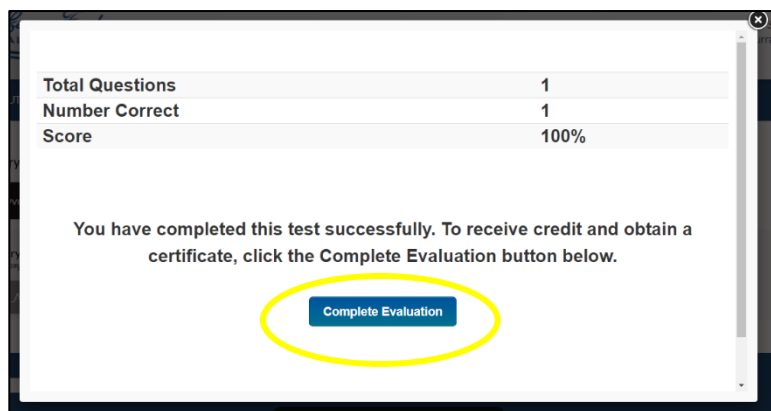 Total Questions 1
Number Correct 1
Score 100%
You have completed this test successfully. To receive credit and obtain a
certificate, click the Complete Evaluation button below.
Complete Evaluation